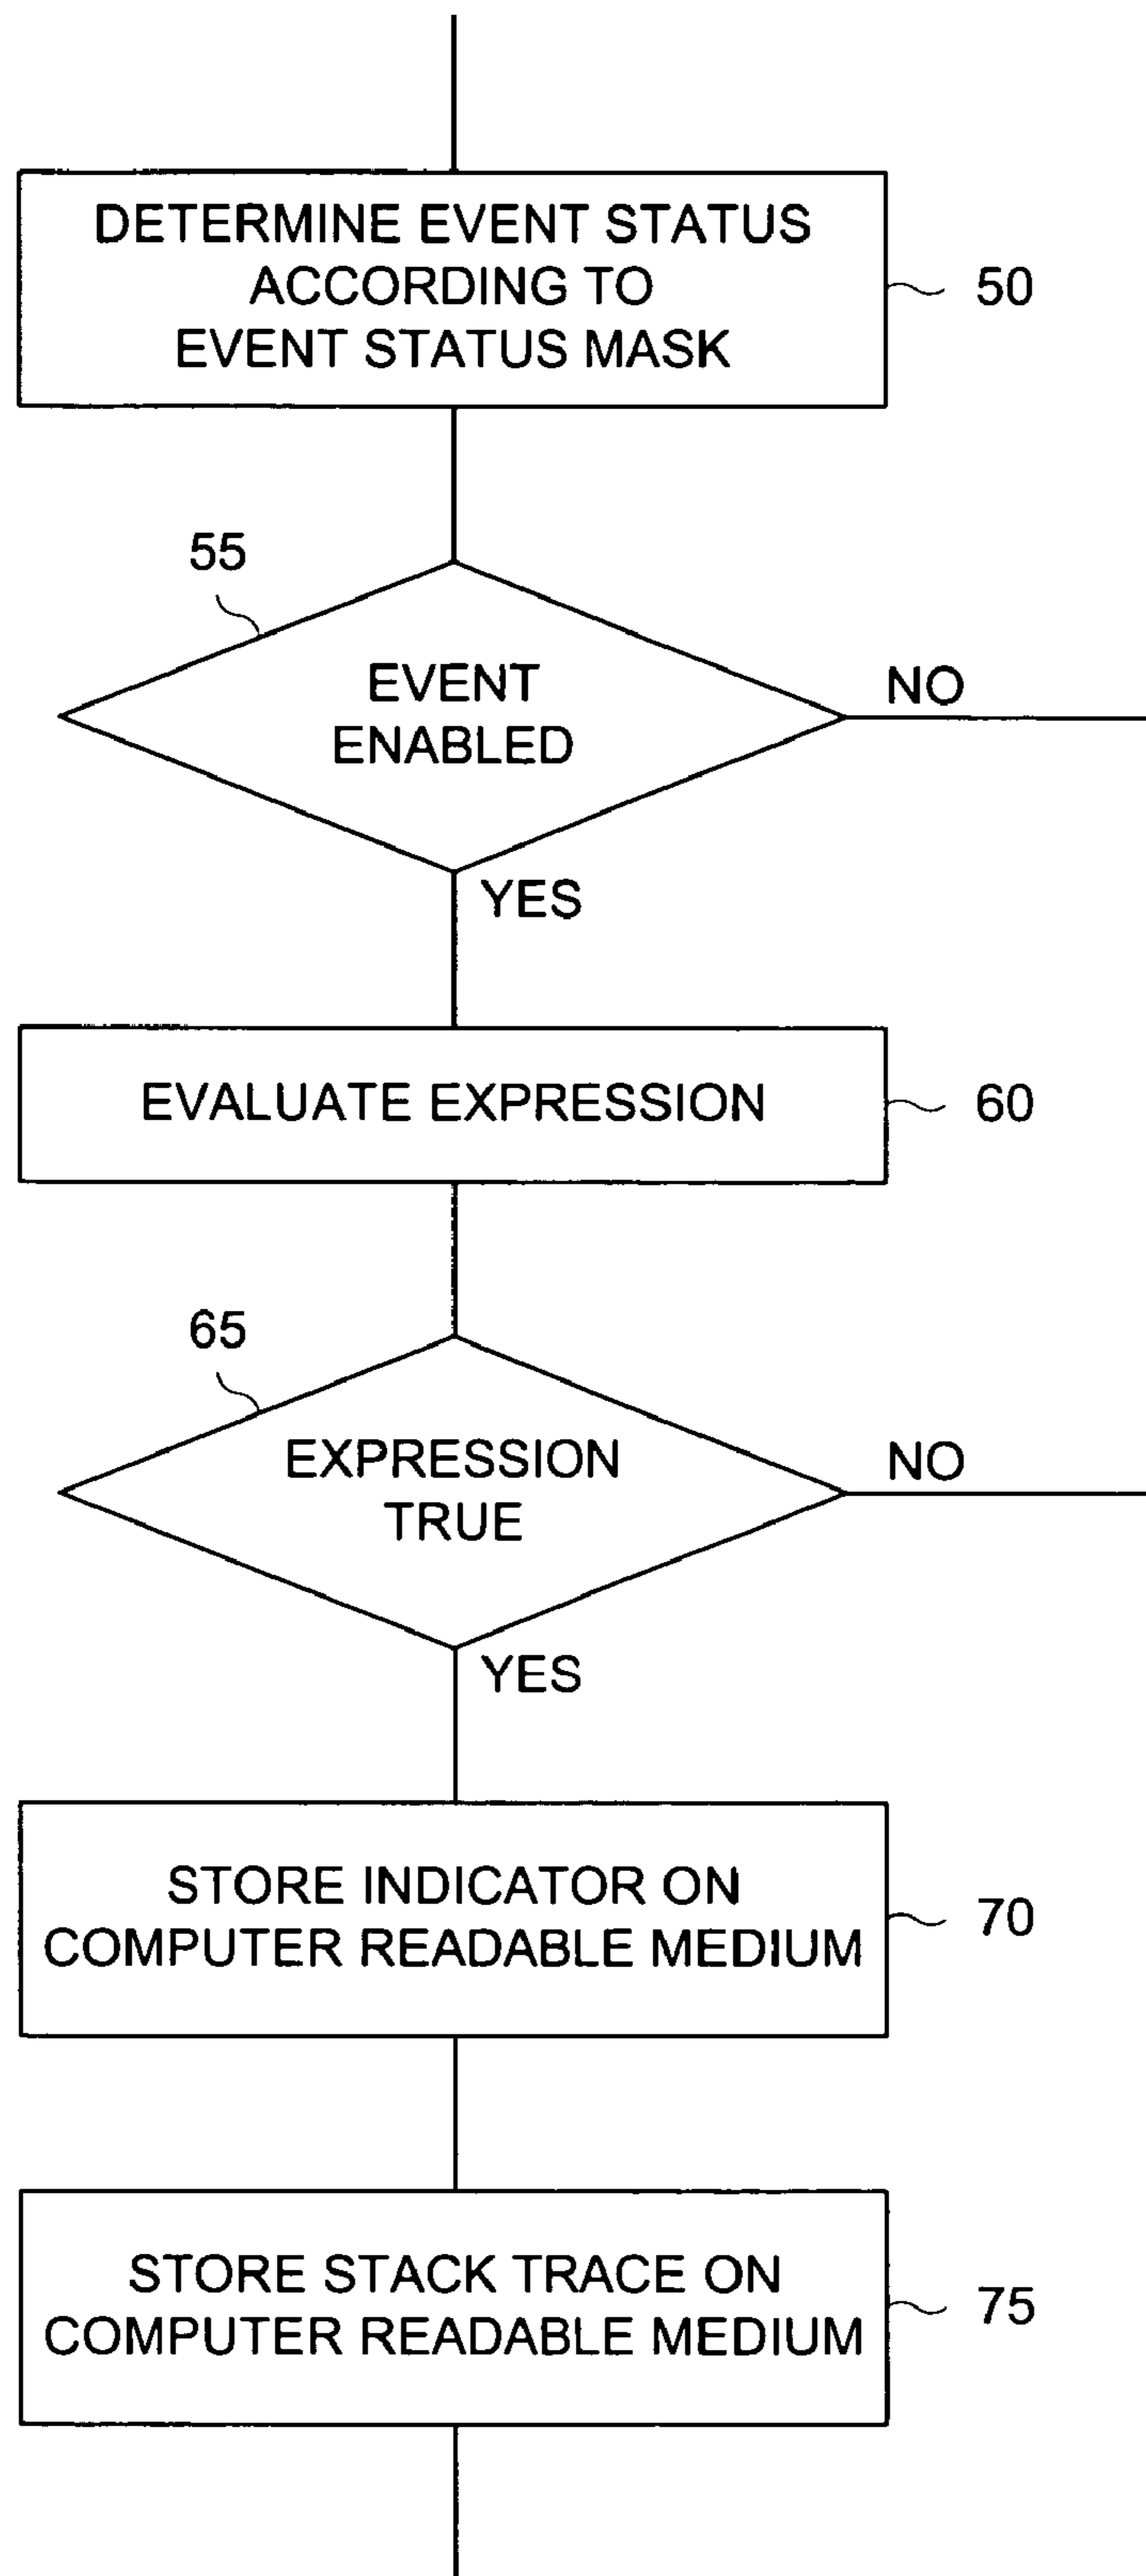 DETERMINE EVENT STATUS
ACCORDING TO
EVENT STATUS MASK
50
55
EVENT
ENABLED
NO
YES
EVALUATE EXPRESSION
60
65
EXPRESSION
TRUE
NO
YES
STORE INDICATOR ON
COMPUTER READABLE MEDIUM
70
STORE STACK TRACE ON
COMPUTER READABLE MEDIUM
75